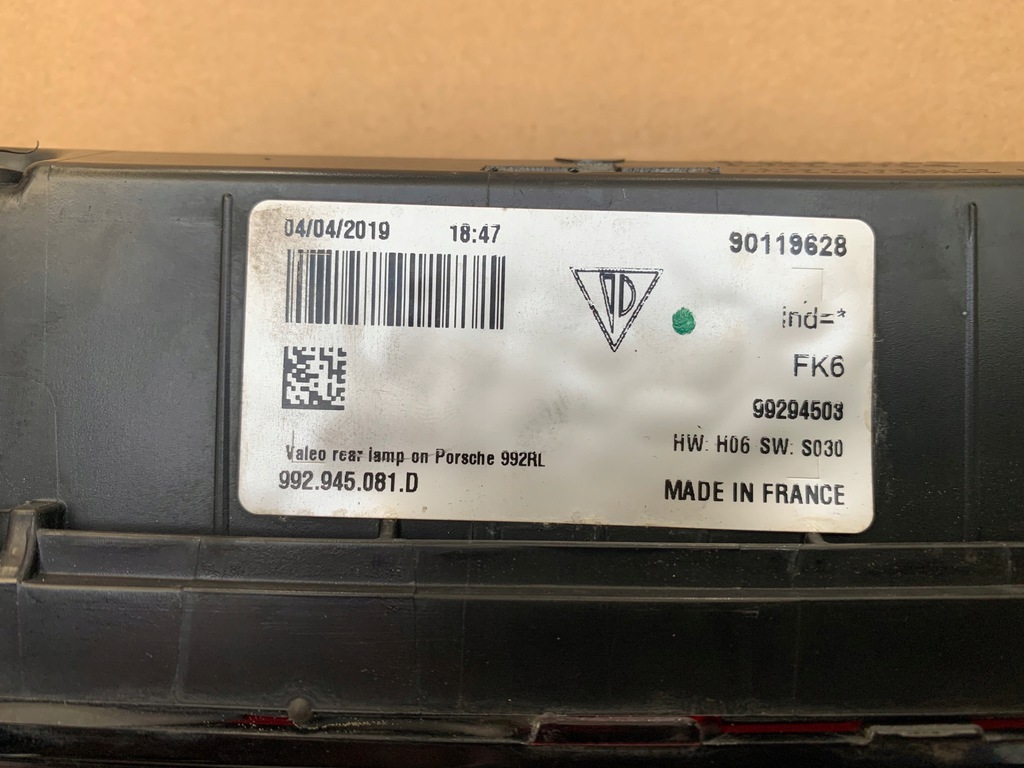 04/04/2019 18:47 90119628
ind=*
FK6
99294503
HW: H06 SW: S030
Valeo rear lamp on Porsche 992RL
992.945.081.D MADE IN FRANCE